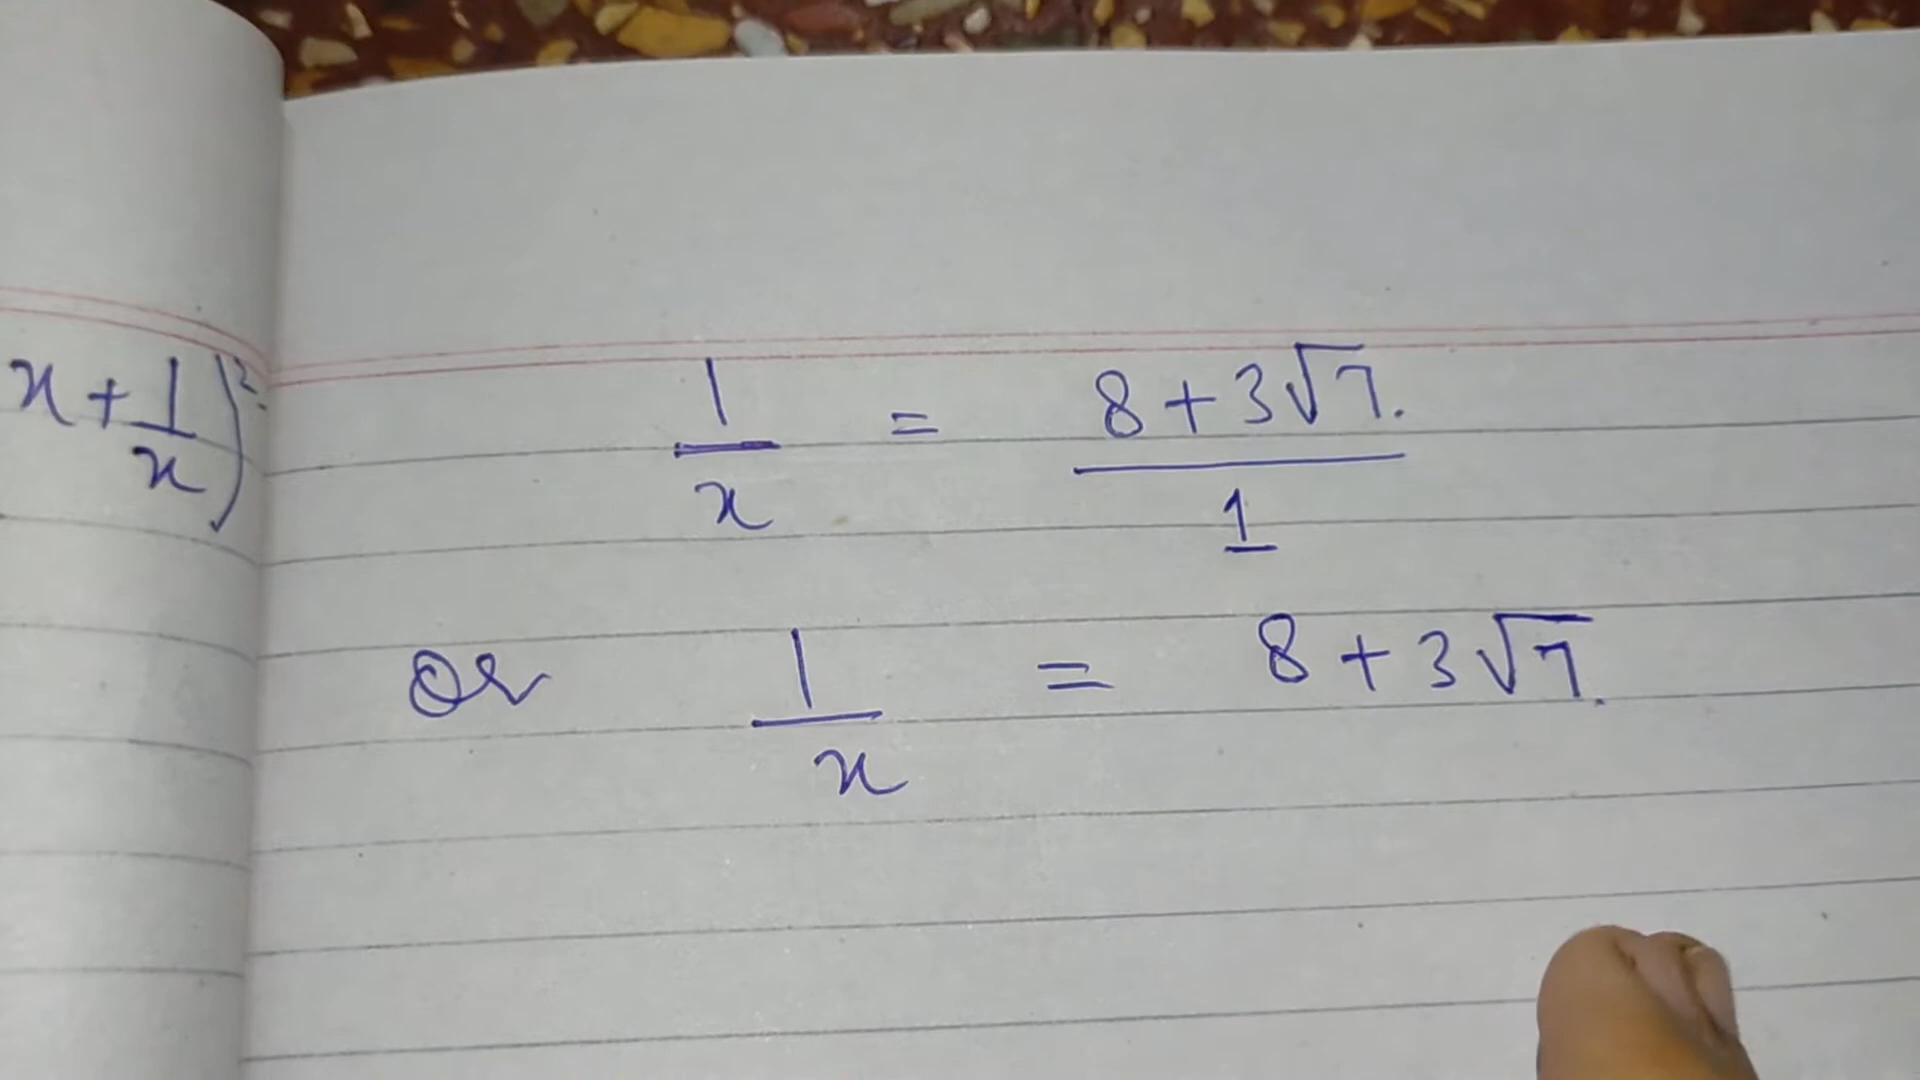 x + 1/x)²
1/x = 8 + 3√7. / 1
or 1/x = 8 + 3√7.